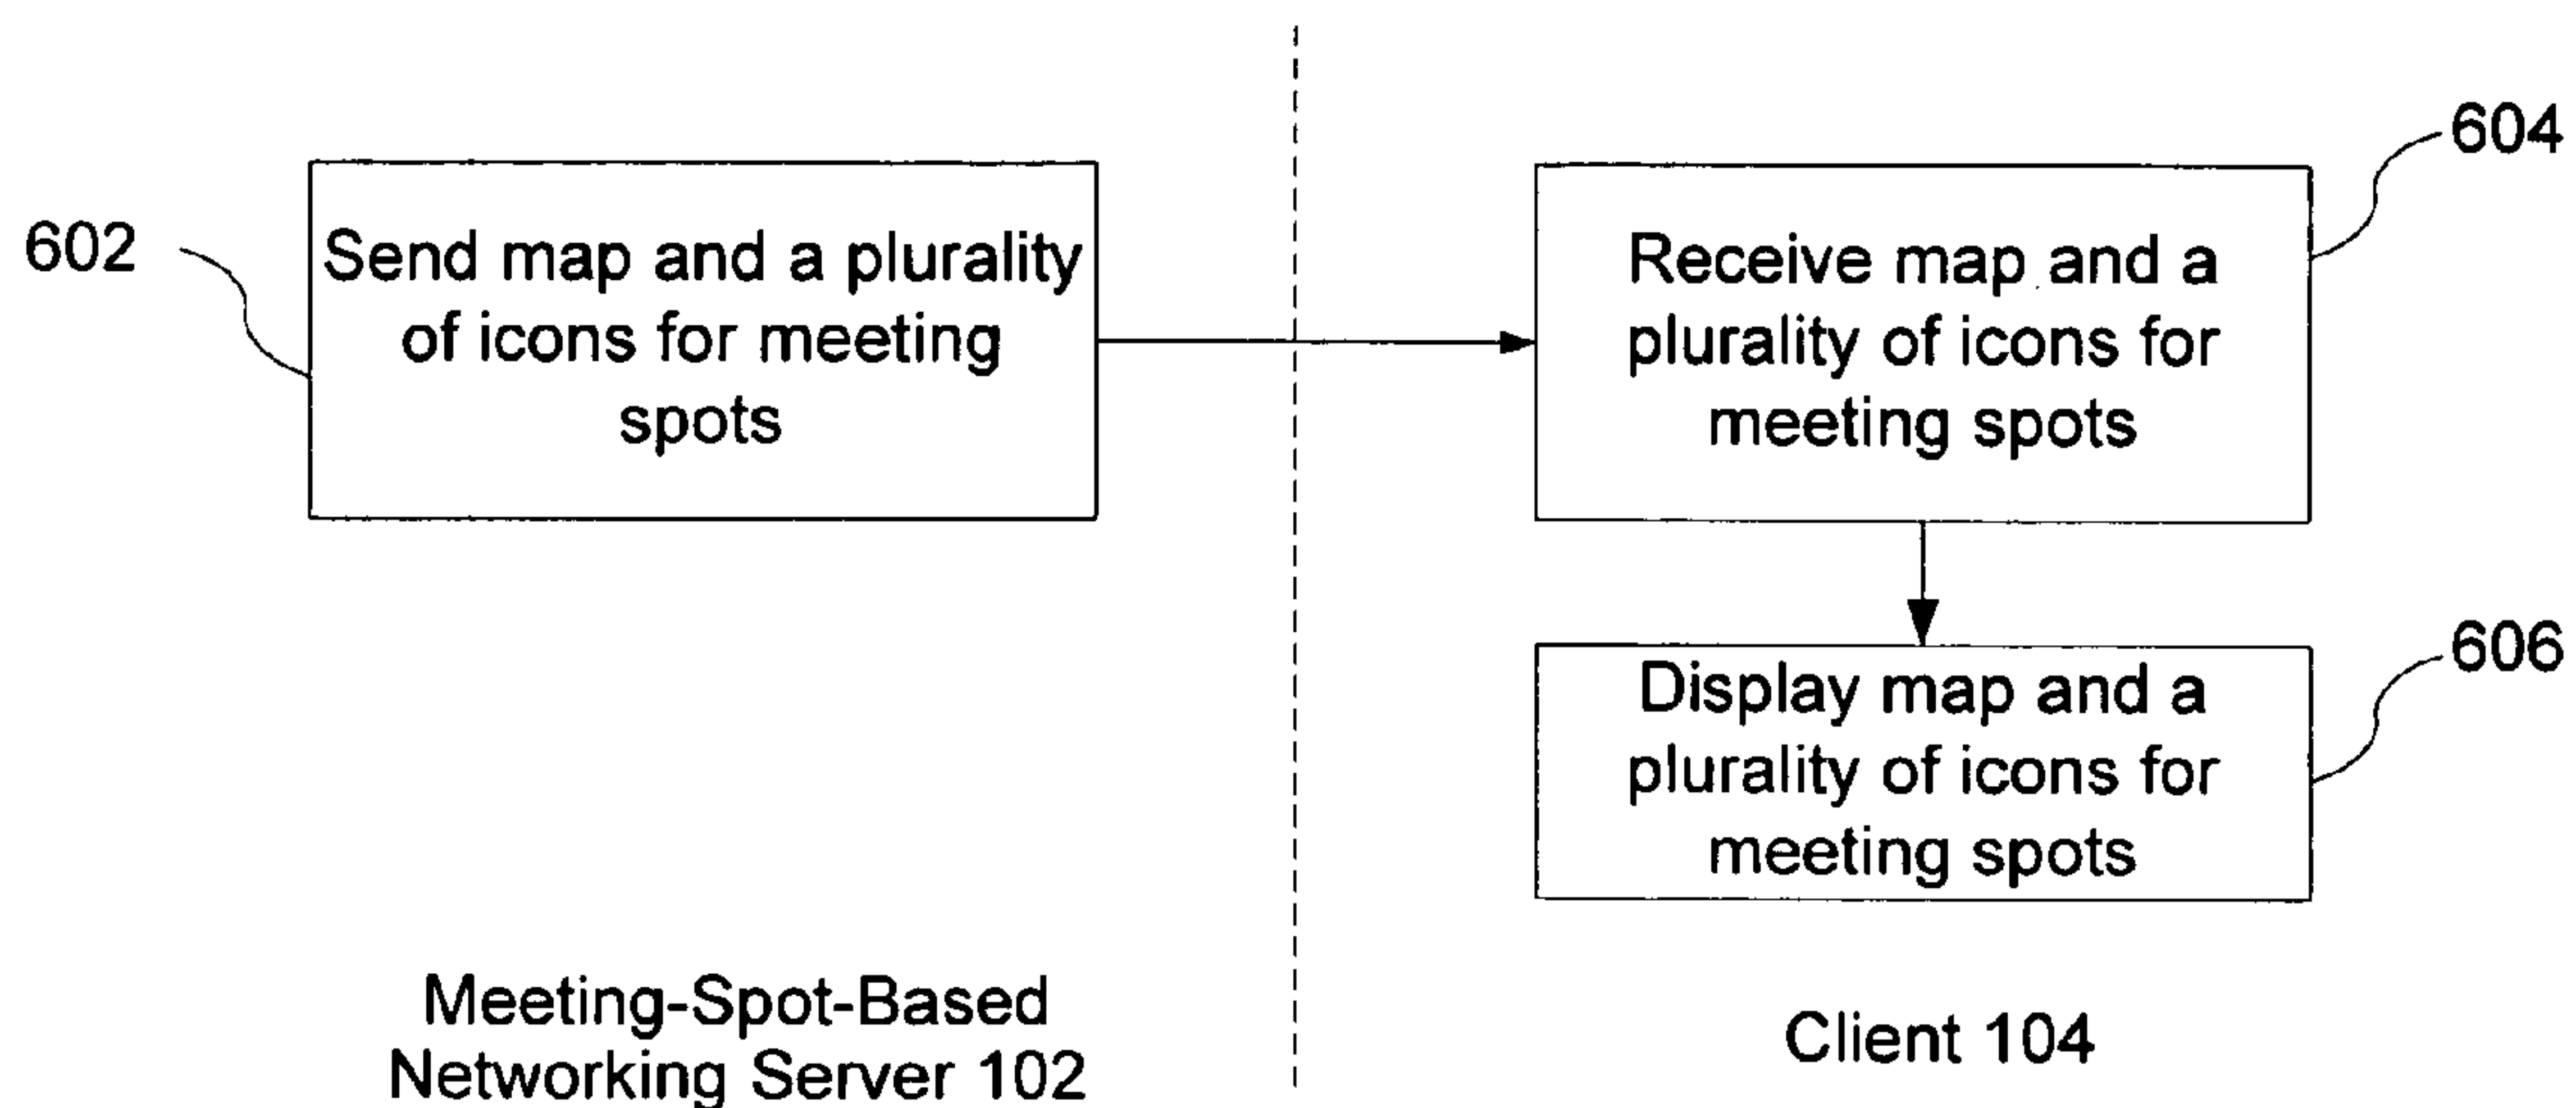 602
Send map and a plurality
of icons for meeting
spots
604
Receive map and a
plurality of icons for
meeting spots
606
Display map and a
plurality of icons for
meeting spots
Meeting-Spot-Based
Networking Server 102
Client 104